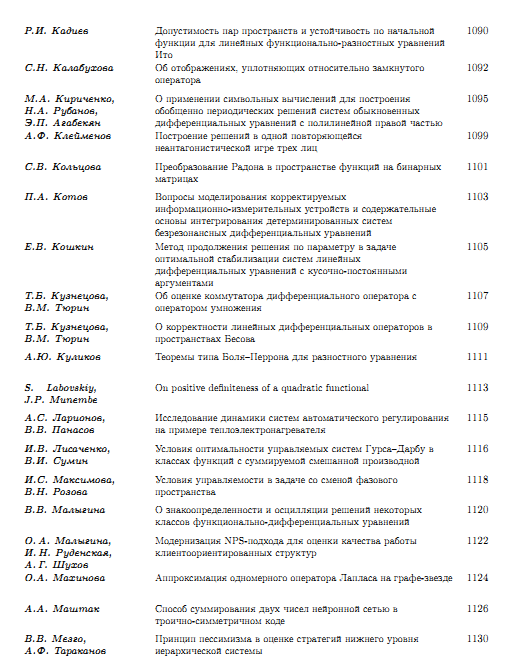 Р.И. Кадиев Допустимость пар пространств и устойчивость по начальной 1090
функции для линейных функционально-разностных уравнений
Ито
С.Н. Калабухова Об отображениях, уплотняющих относительно замкнутого 1092
оператора
М.А. Кириченко, О применении символьных вычислений для построения 1095
Н.А. Рубанов, обобщенно периодических решений систем обыкновенных
Э.П. Агабекян дифференциальных уравнений с полилинейной правой частью
А.Ф. Клейменов Построение решений в одной повторяющейся 1099
неантагонистической игре трех лиц
С.В. Кольцова Преобразование Радона в пространстве функций на бинарных 1101
матрицах
П.А. Котов Вопросы моделирования корректируемых 1103
информационно-измерительных устройств и содержательные
основы интегрирования детерминированных систем
безрезонансных дифференциальных уравнений
Е.В. Кошкин Метод продолжения решения по параметру в задаче 1105
оптимальной стабилизации систем линейных
дифференциальных уравнений с кусочно-постоянными
аргументами
Т.Б. Кузнецова, Об оценке коммутатора дифференциального оператора с 1107
В.М. Тюрин оператором умножения
Т.Б. Кузнецова, О корректности линейных дифференциальных операторов в 1109
В.М. Тюрин пространствах Бесова
А.Ю. Куликов Теоремы типа Боля–Перрона для разностного уравнения 1111
S. Labovskiy, On positive definiteness of a quadratic functional 1113
J.P. Munembe
А.С. Ларионов, Исследование динамики систем автоматического регулирования 1115
В.В. Панасов на примере теплоэлектронагревателя
И.В. Лисаченко, Условия оптимальности управляемых систем Гурса–Дарбу в 1116
В.И. Сумин классах функций с суммируемой смешанной производной
И.С. Максимова, Условия управляемости в задаче со сменой фазового 1118
В.Н. Розова пространства
В.В. Малыгина О знакоопределенности и осцилляции решений некоторых 1120
классов функционально-дифференциальных уравнений
О. А. Малыгина, Модернизация NPS-подхода для оценки качества работы 1122
И. Н. Руденская, клиентоориентированных структур
А. Г. Шухов
О.А. Махинова Аппроксимация одномерного оператора Лапласа на графе-звезде 1124
А.А. Маштак Способ суммирования двух чисел нейронной сетью в 1126
троично-симметричном коде
В.В. Мезго, Принцип пессимизма в оценке стратегий нижнего уровня 1130
А.Ф. Тараканов иерархической системы